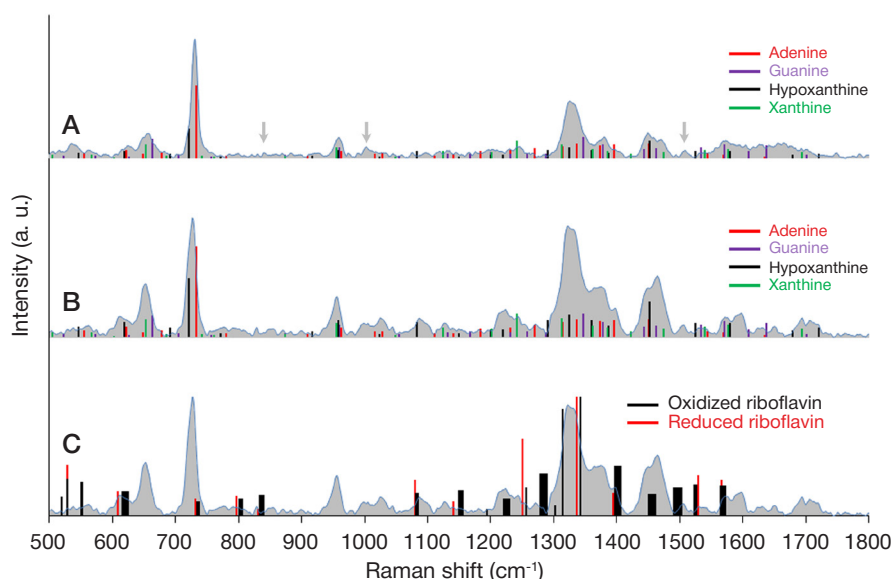 A
Adenine
Guanine
Hypoxanthine
Xanthine
B
Adenine
Guanine
Hypoxanthine
Xanthine
C
Oxidized riboflavin
Reduced riboflavin
Intensity (a. u.)
500 600 700 800 900 1000 1100 1200 1300 1400 1500 1600 1700 1800
Raman shift (cm⁻¹)